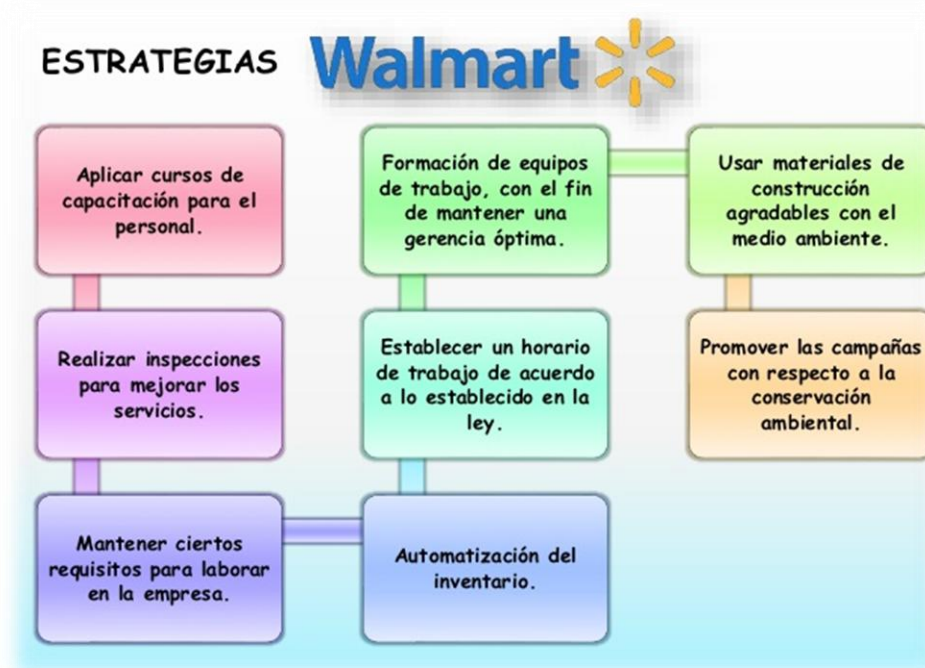 ESTRATEGIAS Walmart
Aplicar cursos de
capacitación para el
personal.
Realizar inspecciones
para mejorar los
servicios.
Mantener ciertos
requisitos para laborar
en la empresa.
Automatización del
inventario.
Establecer un horario
de trabajo de acuerdo
a lo establecido en la
ley.
Formación de equipos
de trabajo, con el fin
de mantener una
gerencia óptima.
Usar materiales de
construcción
agradables con el
medio ambiente.
Promover las campañas
con respecto a la
conservación
ambiental.